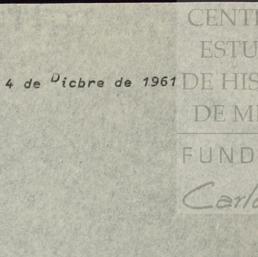 CENT
ESTU
4 de Dicbre de 1961
DE HIS
DE M
FUND
Carl